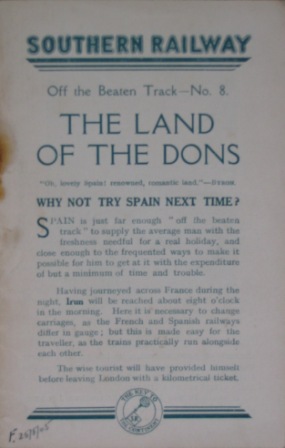 SOUTHERN RAILWAY
Off the Beaten Track—No. 8.
THE LAND
OF THE DONS
"Oh, lovely Spain! renowned, romantic land."—BYRON
WHY NOT TRY SPAIN NEXT TIME?
SPAIN is just far enough "off the beaten
track" to supply the average man with the
freshness needful for a real holiday, and
close enough to the frequented ways to make it
possible for him to get at it with the expenditure
of but a minimum of time and trouble.
Having journeyed across France during the
night, Irun will be reached about eight o'clock
in the morning. Here it is necessary to change
carriages, as the French and Spanish railways
differ in gauge; but this is made easy for the
traveller, as the trains practically run alongside
each other.
The wise tourist will have provided himself
before leaving London with a kilometrical ticket.
THE KEY TO
THE CONTINENT